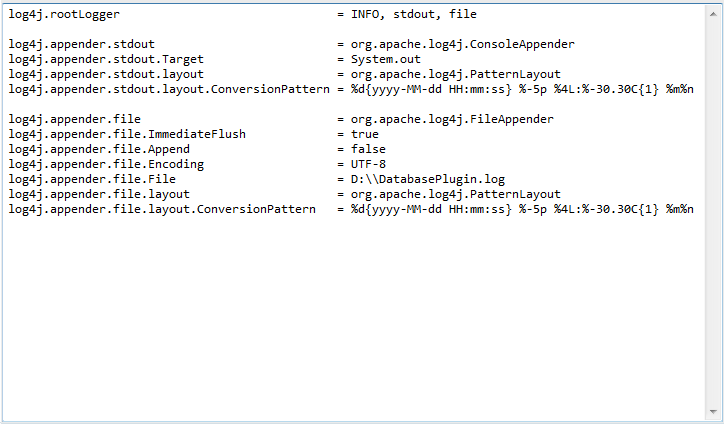 log4j.rootLogger = INFO, stdout, file
log4j.appender.stdout = org.apache.log4j.ConsoleAppender
log4j.appender.stdout.Target = System.out
log4j.appender.stdout.layout = org.apache.log4j.PatternLayout
log4j.appender.stdout.layout.ConversionPattern = %d{yyyy-MM-dd HH:mm:ss} %-5p %4L:%-30.30C{1} %m%n
log4j.appender.file = org.apache.log4j.FileAppender
log4j.appender.file.ImmediateFlush = true
log4j.appender.file.Append = false
log4j.appender.file.Encoding = UTF-8
log4j.appender.file.File = D:\\DatabasePlugin.log
log4j.appender.file.layout = org.apache.log4j.PatternLayout
log4j.appender.file.layout.ConversionPattern = %d{yyyy-MM-dd HH:mm:ss} %-5p %4L:%-30.30C{1} %m%n